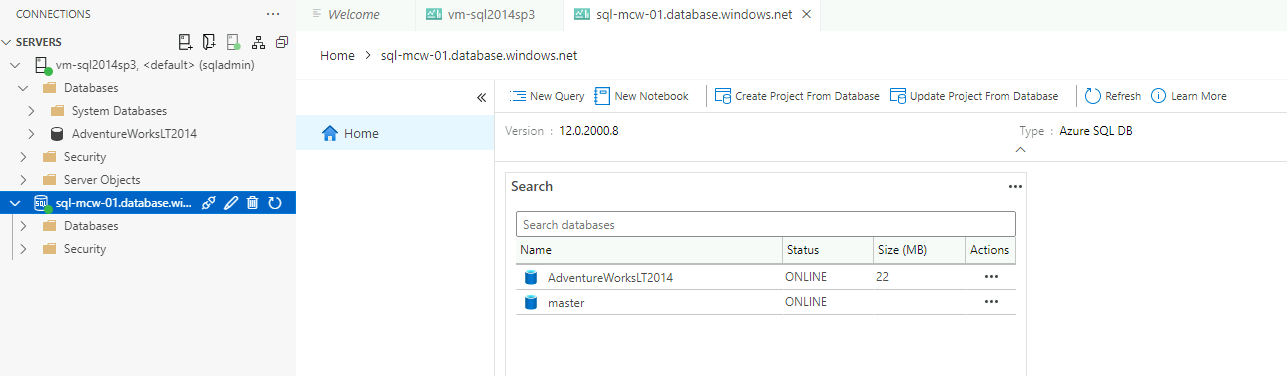 CONNECTIONS
SERVERS
vm-sql2014sp3, <default> (sqladmin)
Databases
System Databases
AdventureWorksLT2014
Security
Server Objects
SQL
sql-mcw-01.database.wi...
Databases
Security
Welcome
vm-sql2014sp3
sql-mcw-01.database.windows.net
Home > sql-mcw-01.database.windows.net
Home
New Query
New Notebook
Create Project From Database
Update Project From Database
Refresh
Learn More
Version : 12.0.2000.8
Type : Azure SQL DB
Search
Search databases
Name Status Size (MB) Actions
AdventureWorksLT2014 ONLINE 22
master ONLINE